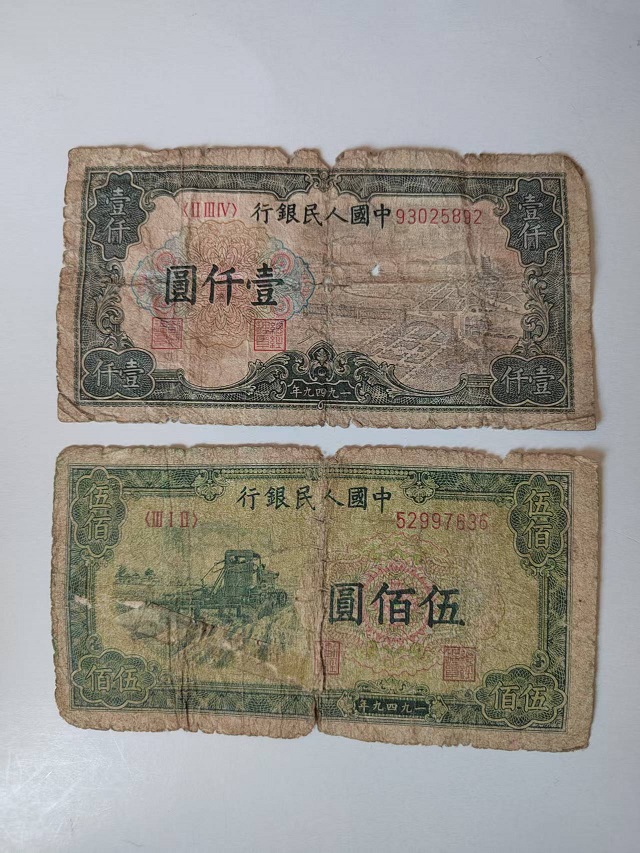 壹仟
〈II III IV〉
中國人民銀行
93025892
壹仟
壹仟圓
壹仟
一九四九年
壹仟
伍佰
中國人民銀行
伍佰
〈III I II〉
52997636
伍佰圓
伍佰
一九四九年
伍佰